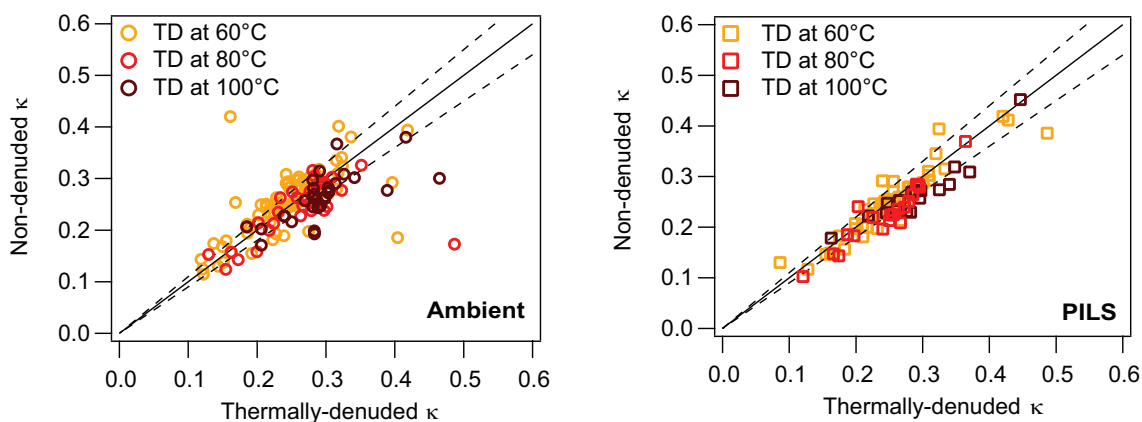 0.6
0.5
0.4
0.3
0.2
0.1
0.0
Non-denuded κ
TD at 60°C
TD at 80°C
TD at 100°C
Ambient
0.0 0.1 0.2 0.3 0.4 0.5 0.6
Thermally-denuded κ
0.6
0.5
0.4
0.3
0.2
0.1
0.0
Non-denuded κ
TD at 60°C
TD at 80°C
TD at 100°C
PILS
0.0 0.1 0.2 0.3 0.4 0.5 0.6
Thermally-denuded κ